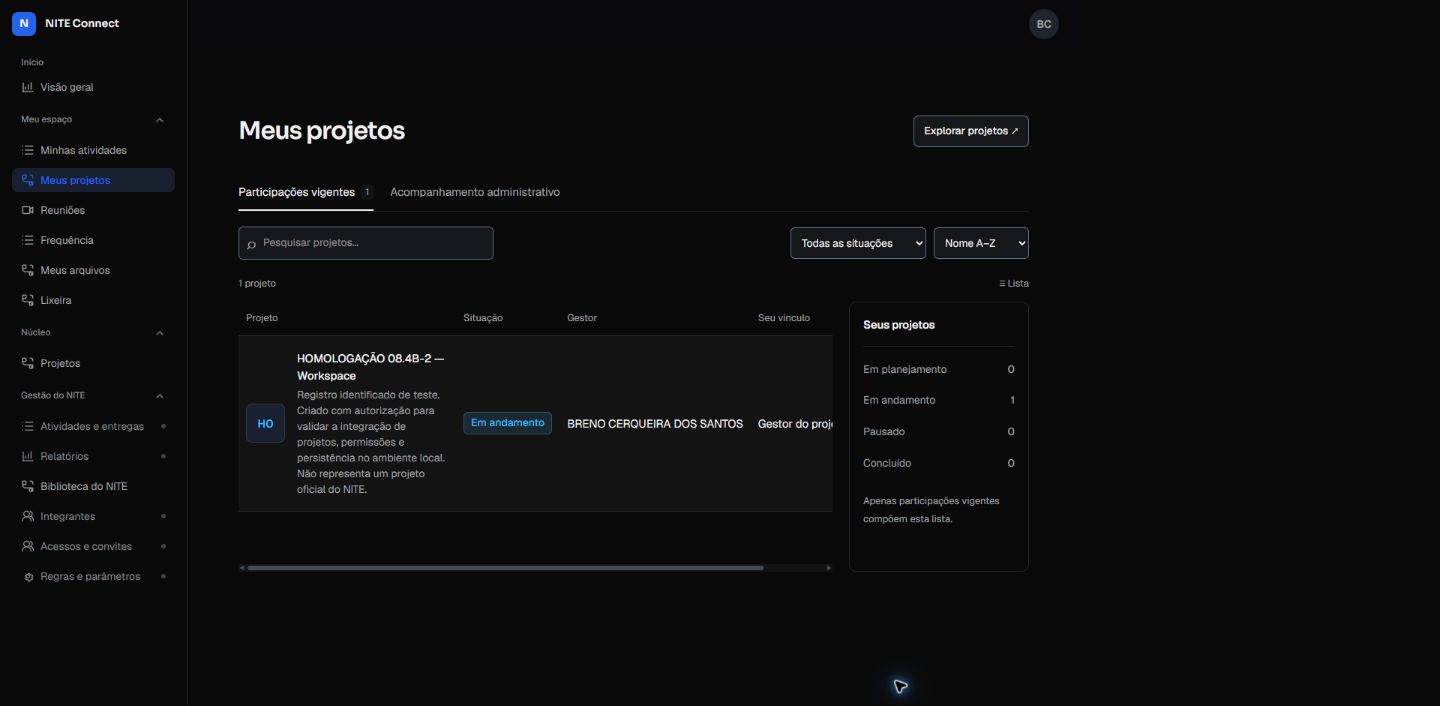 N NITE Connect
BC
Início
Visão geral
Meu espaço
Minhas atividades
Meus projetos
Reuniões
Frequência
Meus arquivos
Lixeira
Núcleo
Projetos
Gestão do NITE
Atividades e entregas
Relatórios
Biblioteca do NITE
Integrantes
Acessos e convites
Regras e parâmetros
Meus projetos
Explorar projetos ↗
Participações vigentes 1 Acompanhamento administrativo
Pesquisar projetos...
Todas as situações
Nome A–Z
1 projeto
Lista
Projeto Situação Gestor Seu vínculo
HO
HOMOLOGAÇÃO 08.4B-2 —
Workspace
Registro identificado de teste.
Criado com autorização para
validar a integração de
projetos, permissões e
persistência no ambiente local.
Não representa um projeto
oficial do NITE.
Em andamento
BRENO CERQUEIRA DOS SANTOS
Gestor do proj
Seus projetos
Em planejamento 0
Em andamento 1
Pausado 0
Concluído 0
Apenas participações vigentes
compõem esta lista.